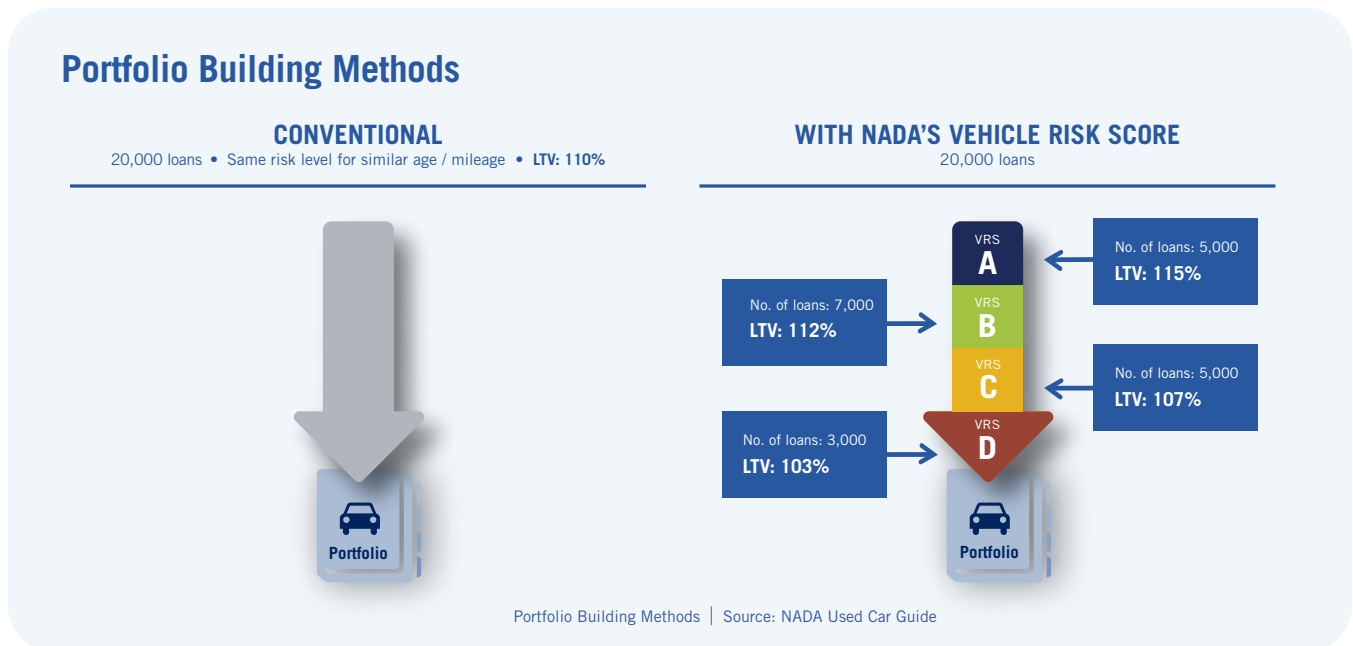 Portfolio Building Methods
CONVENTIONAL
20,000 loans • Same risk level for similar age / mileage • LTV: 110%
Portfolio
WITH NADA’S VEHICLE RISK SCORE
20,000 loans
VRS
A
No. of loans: 5,000
LTV: 115%
VRS
B
No. of loans: 7,000
LTV: 112%
VRS
C
No. of loans: 5,000
LTV: 107%
VRS
D
No. of loans: 3,000
LTV: 103%
Portfolio
Portfolio Building Methods | Source: NADA Used Car Guide